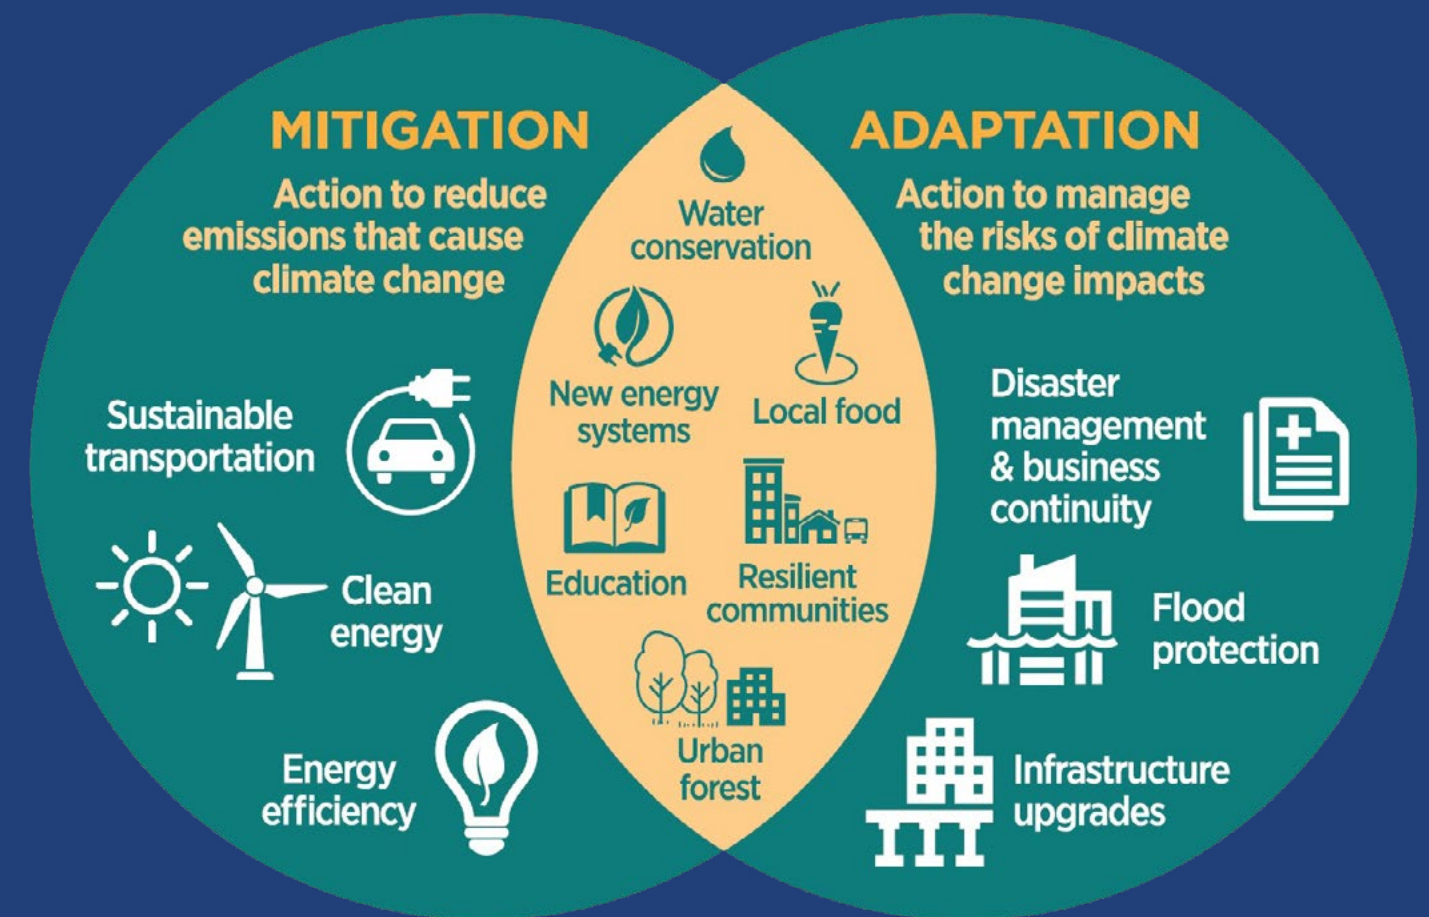 MITIGATION
Action to reduce
emissions that cause
climate change
Sustainable
transportation
Clean
energy
Energy
efficiency
Water
conservation
New energy
systems
Local food
Education
Resilient
communities
Urban
forest
ADAPTATION
Action to manage
the risks of climate
change impacts
Disaster
management
& business
continuity
Flood
protection
Infrastructure
upgrades